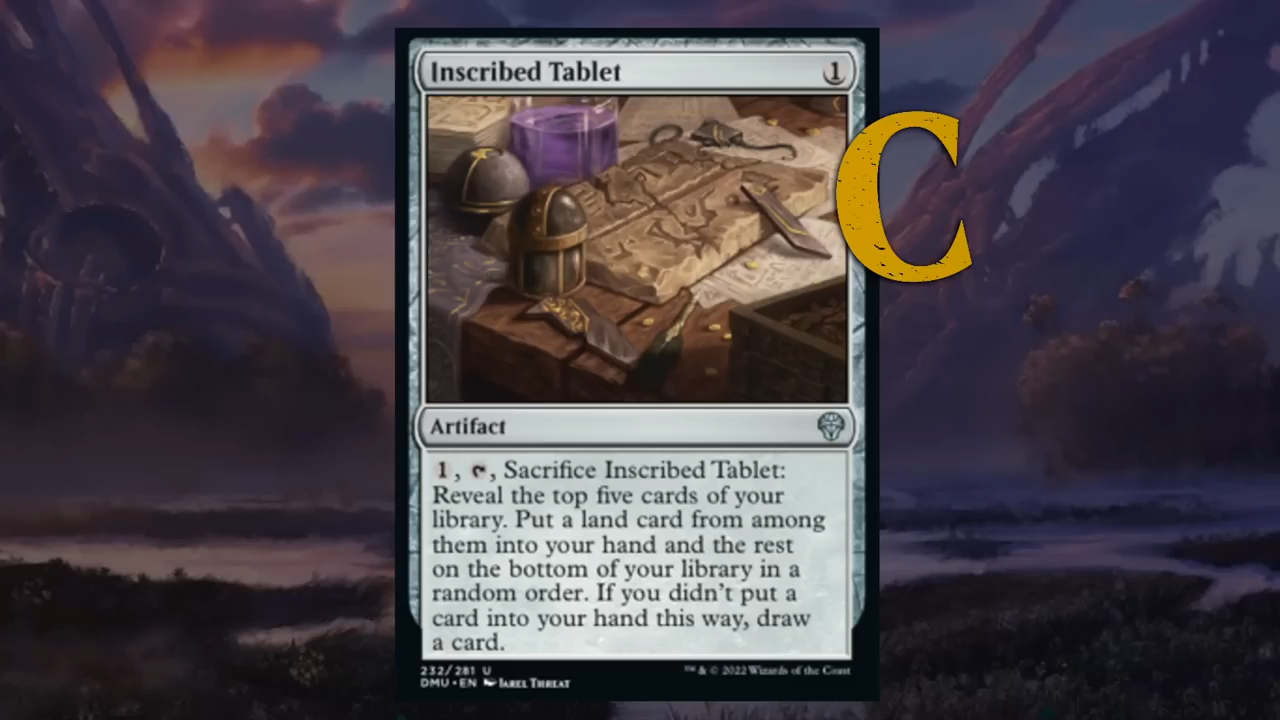 Inscribed Tablet 1
C
Artifact
1, Sacrifice Inscribed Tablet:
Reveal the top five cards of your
library. Put a land card from among
them into your hand and the rest
on the bottom of your library in a
random order. If you didn't put a
card into your hand this way, draw
a card.
232/281 U
™ & © 2022 Wizards of the Coast
DMU • EN JAREL THREAT